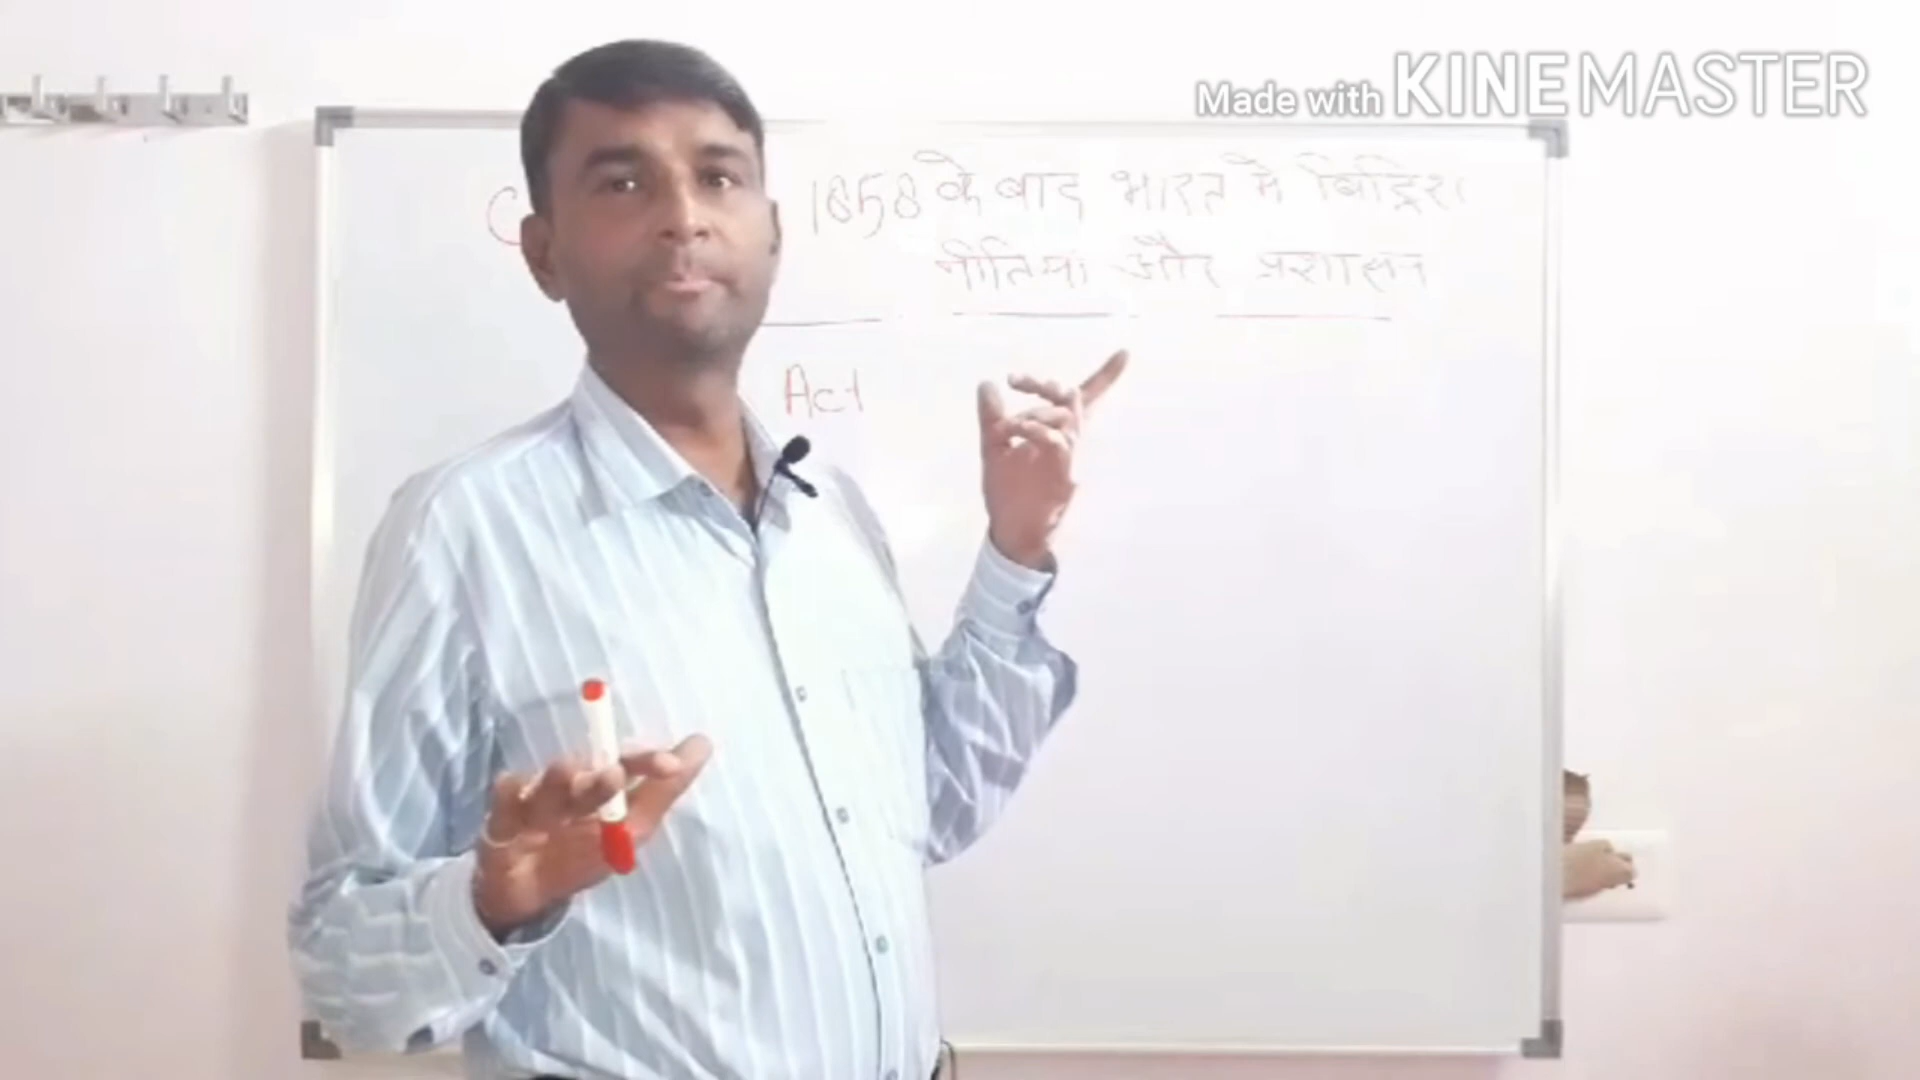 Made with KINEMASTER
1858 के बाद भारत मे ब्रिटिश
नीतियां और प्रशासन
Act